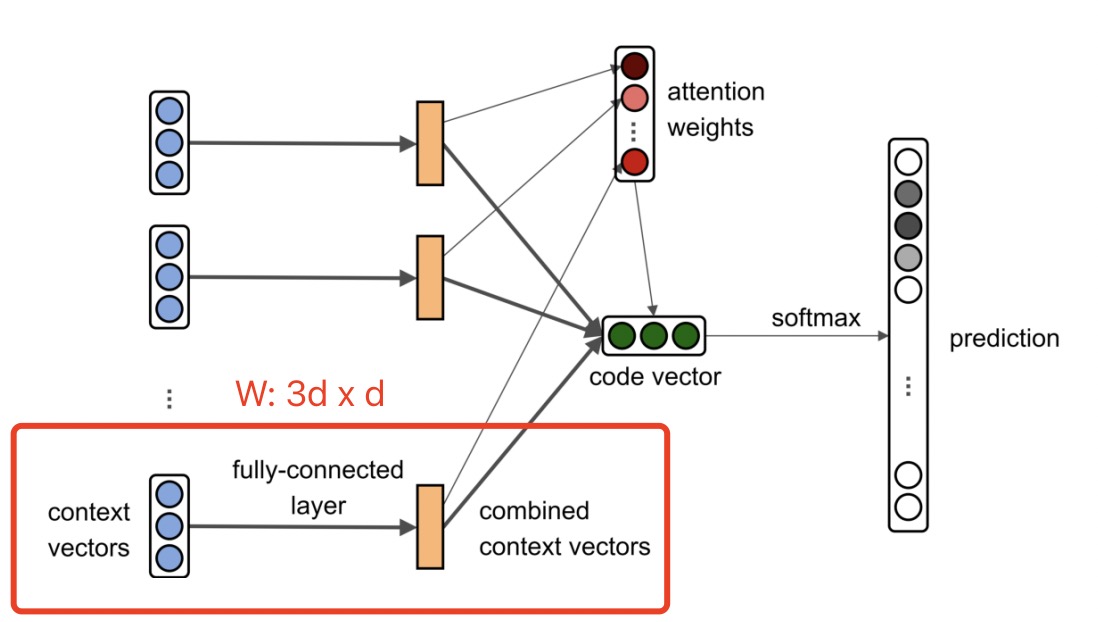 attention
weights
softmax
prediction
code vector
W: 3d x d
fully-connected
layer
context
vectors
combined
context vectors